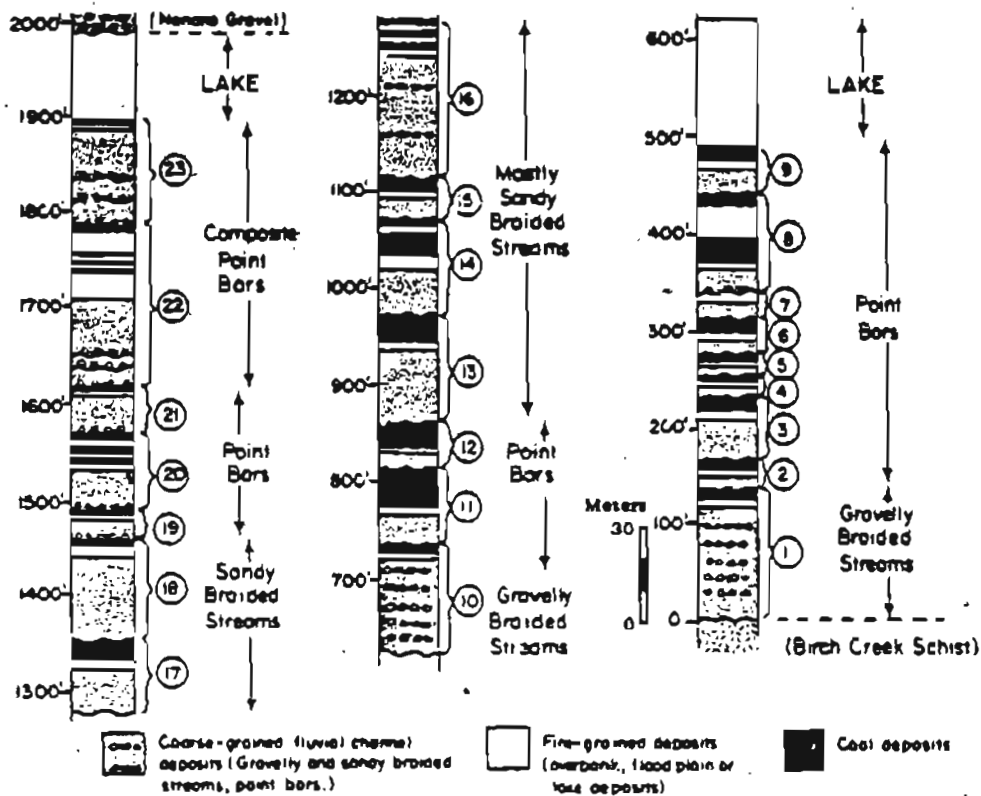 2000'
(Nenana Gravel)
LAKE
1900'
23
1800'
Composite
Point
Bars
1700'
22
1600'
21
Point
Bars
20
1500'
19
Sandy
Braided
Streams
18
1400'
17
1300'
16
1200'
Mostly
Sandy
Braided
Streams
1100'
15
14
1000'
13
900'
12
Point
Bars
800'
11
700'
10
Gravelly
Braided
Streams
600'
LAKE
500'
9
400'
8
7
Point
Bars
300'
6
5
4
200'
3
2
Meters
30
0
100'
1
Gravelly
Braided
Streams
0
(Birch Creek Schist)
Coarse-grained fluvial channel
deposits (Gravelly and sandy braided
streams, point bars.)
Fine-grained deposits
(overbank, flood plain or
lake deposits)
Coal deposits